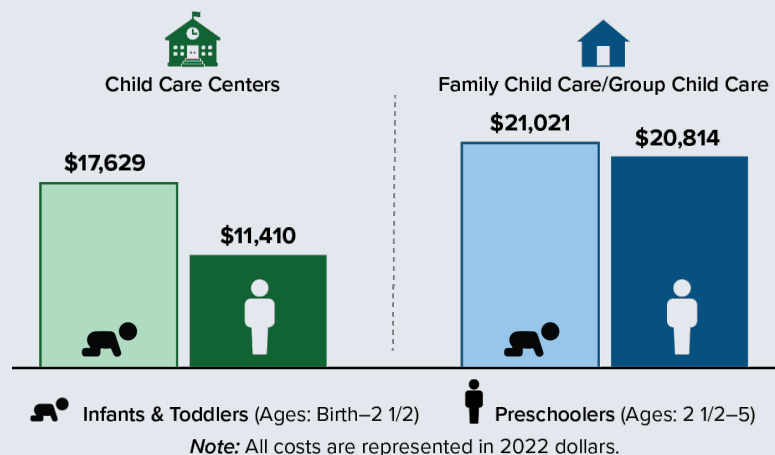 Child Care Centers
Family Child Care/Group Child Care
$17,629
$11,410
$21,021
$20,814
Infants & Toddlers (Ages: Birth–2 1/2)
Preschoolers (Ages: 2 1/2–5)
Note: All costs are represented in 2022 dollars.